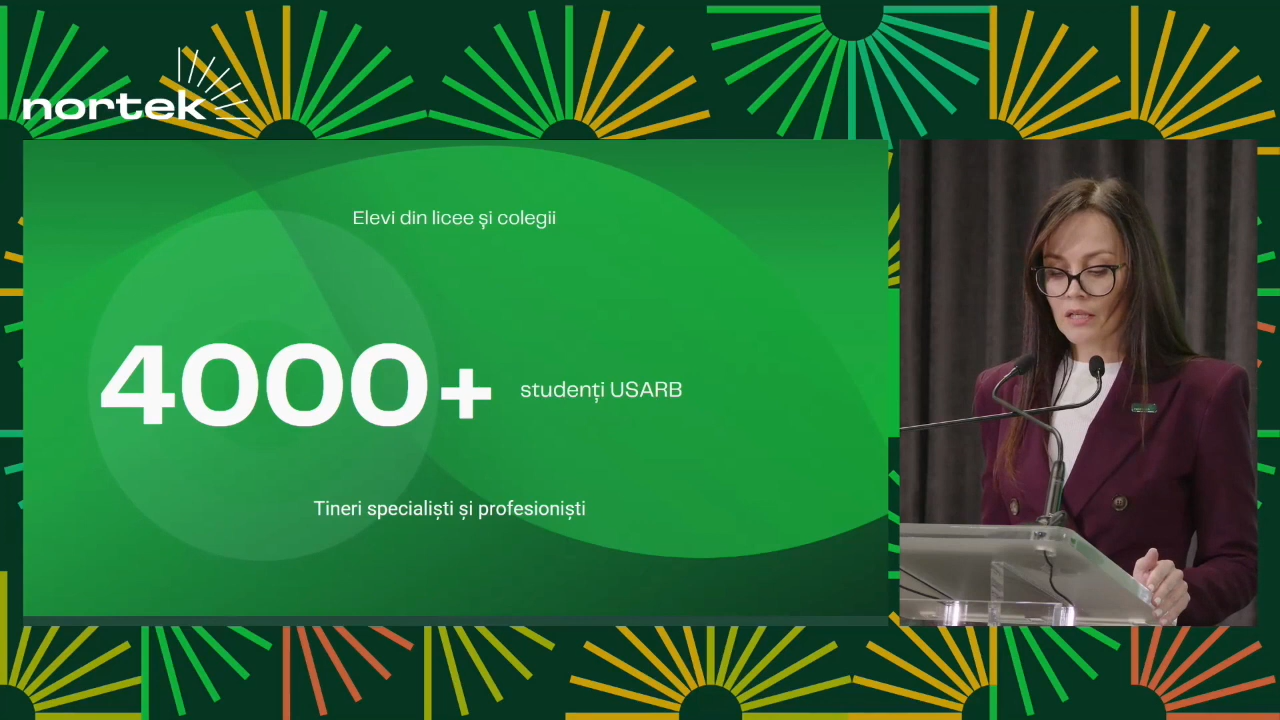 nortek
Elevi din licee și colegii
4000+
studenți USARB
Tineri specialiști și profesioniști